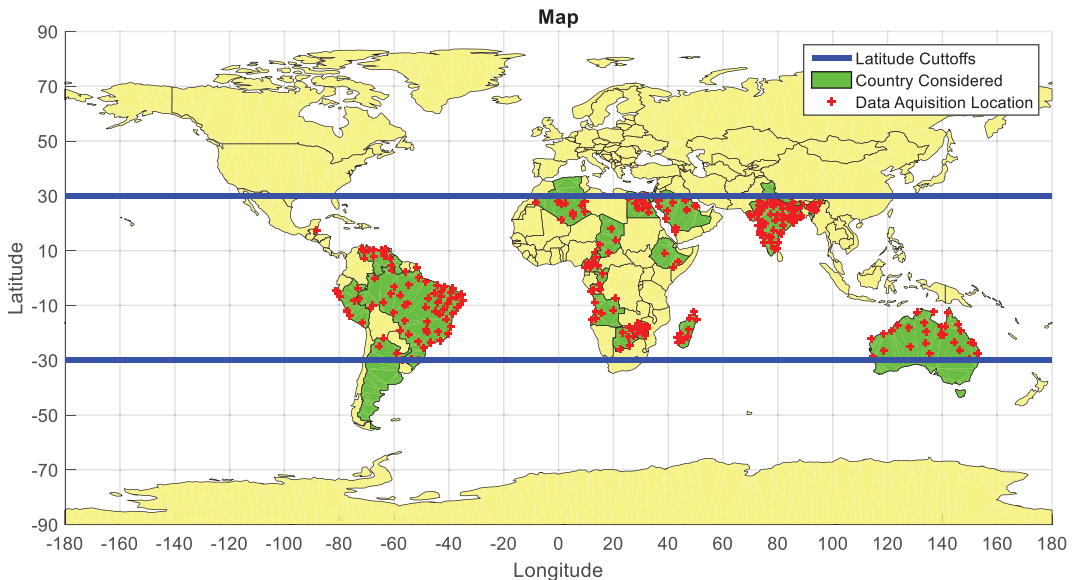 Map
90
70
50
30
10
-10
-30
-50
-70
-90
Latitude
Latitude Cuttoffs
Country Considered
Data Aquisition Location
-180 -160 -140 -120 -100 -80 -60 -40 -20 0 20 40 60 80 100 120 140 160 180
Longitude